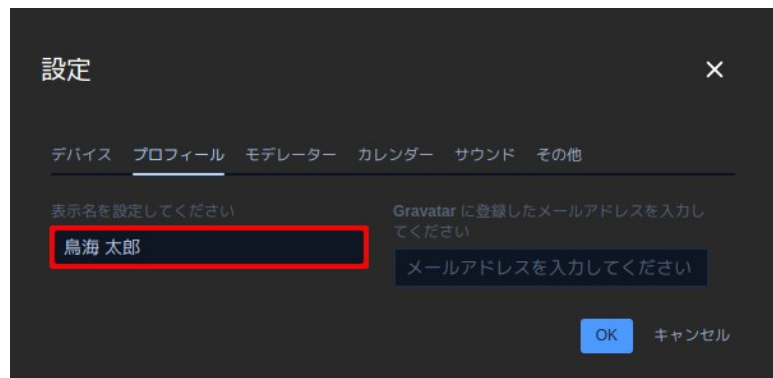 設定
デバイス プロフィール モデレーター カレンダー サウンド その他
表示名を設定してください
鳥海 太郎
Gravatar に登録したメールアドレスを入力し
てください
メールアドレスを入力してください
OK キャンセル